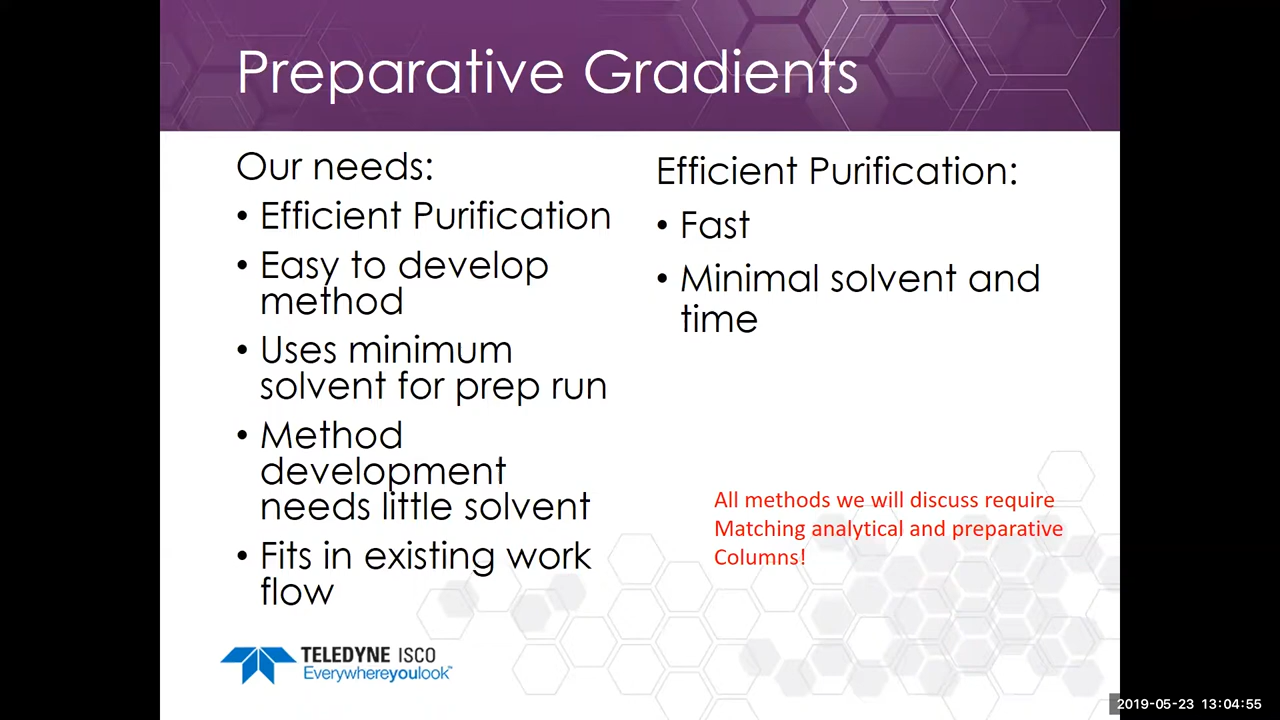 Preparative Gradients
Our needs:
• Efficient Purification
• Easy to develop
method
• Uses minimum
solvent for prep run
• Method
development
needs little solvent
• Fits in existing work
flow
Efficient Purification:
• Fast
• Minimal solvent and
time
All methods we will discuss require
Matching analytical and preparative
Columns!
TELEDYNE ISCO
Everywhereyoulook™
2019-05-23 13:04:55